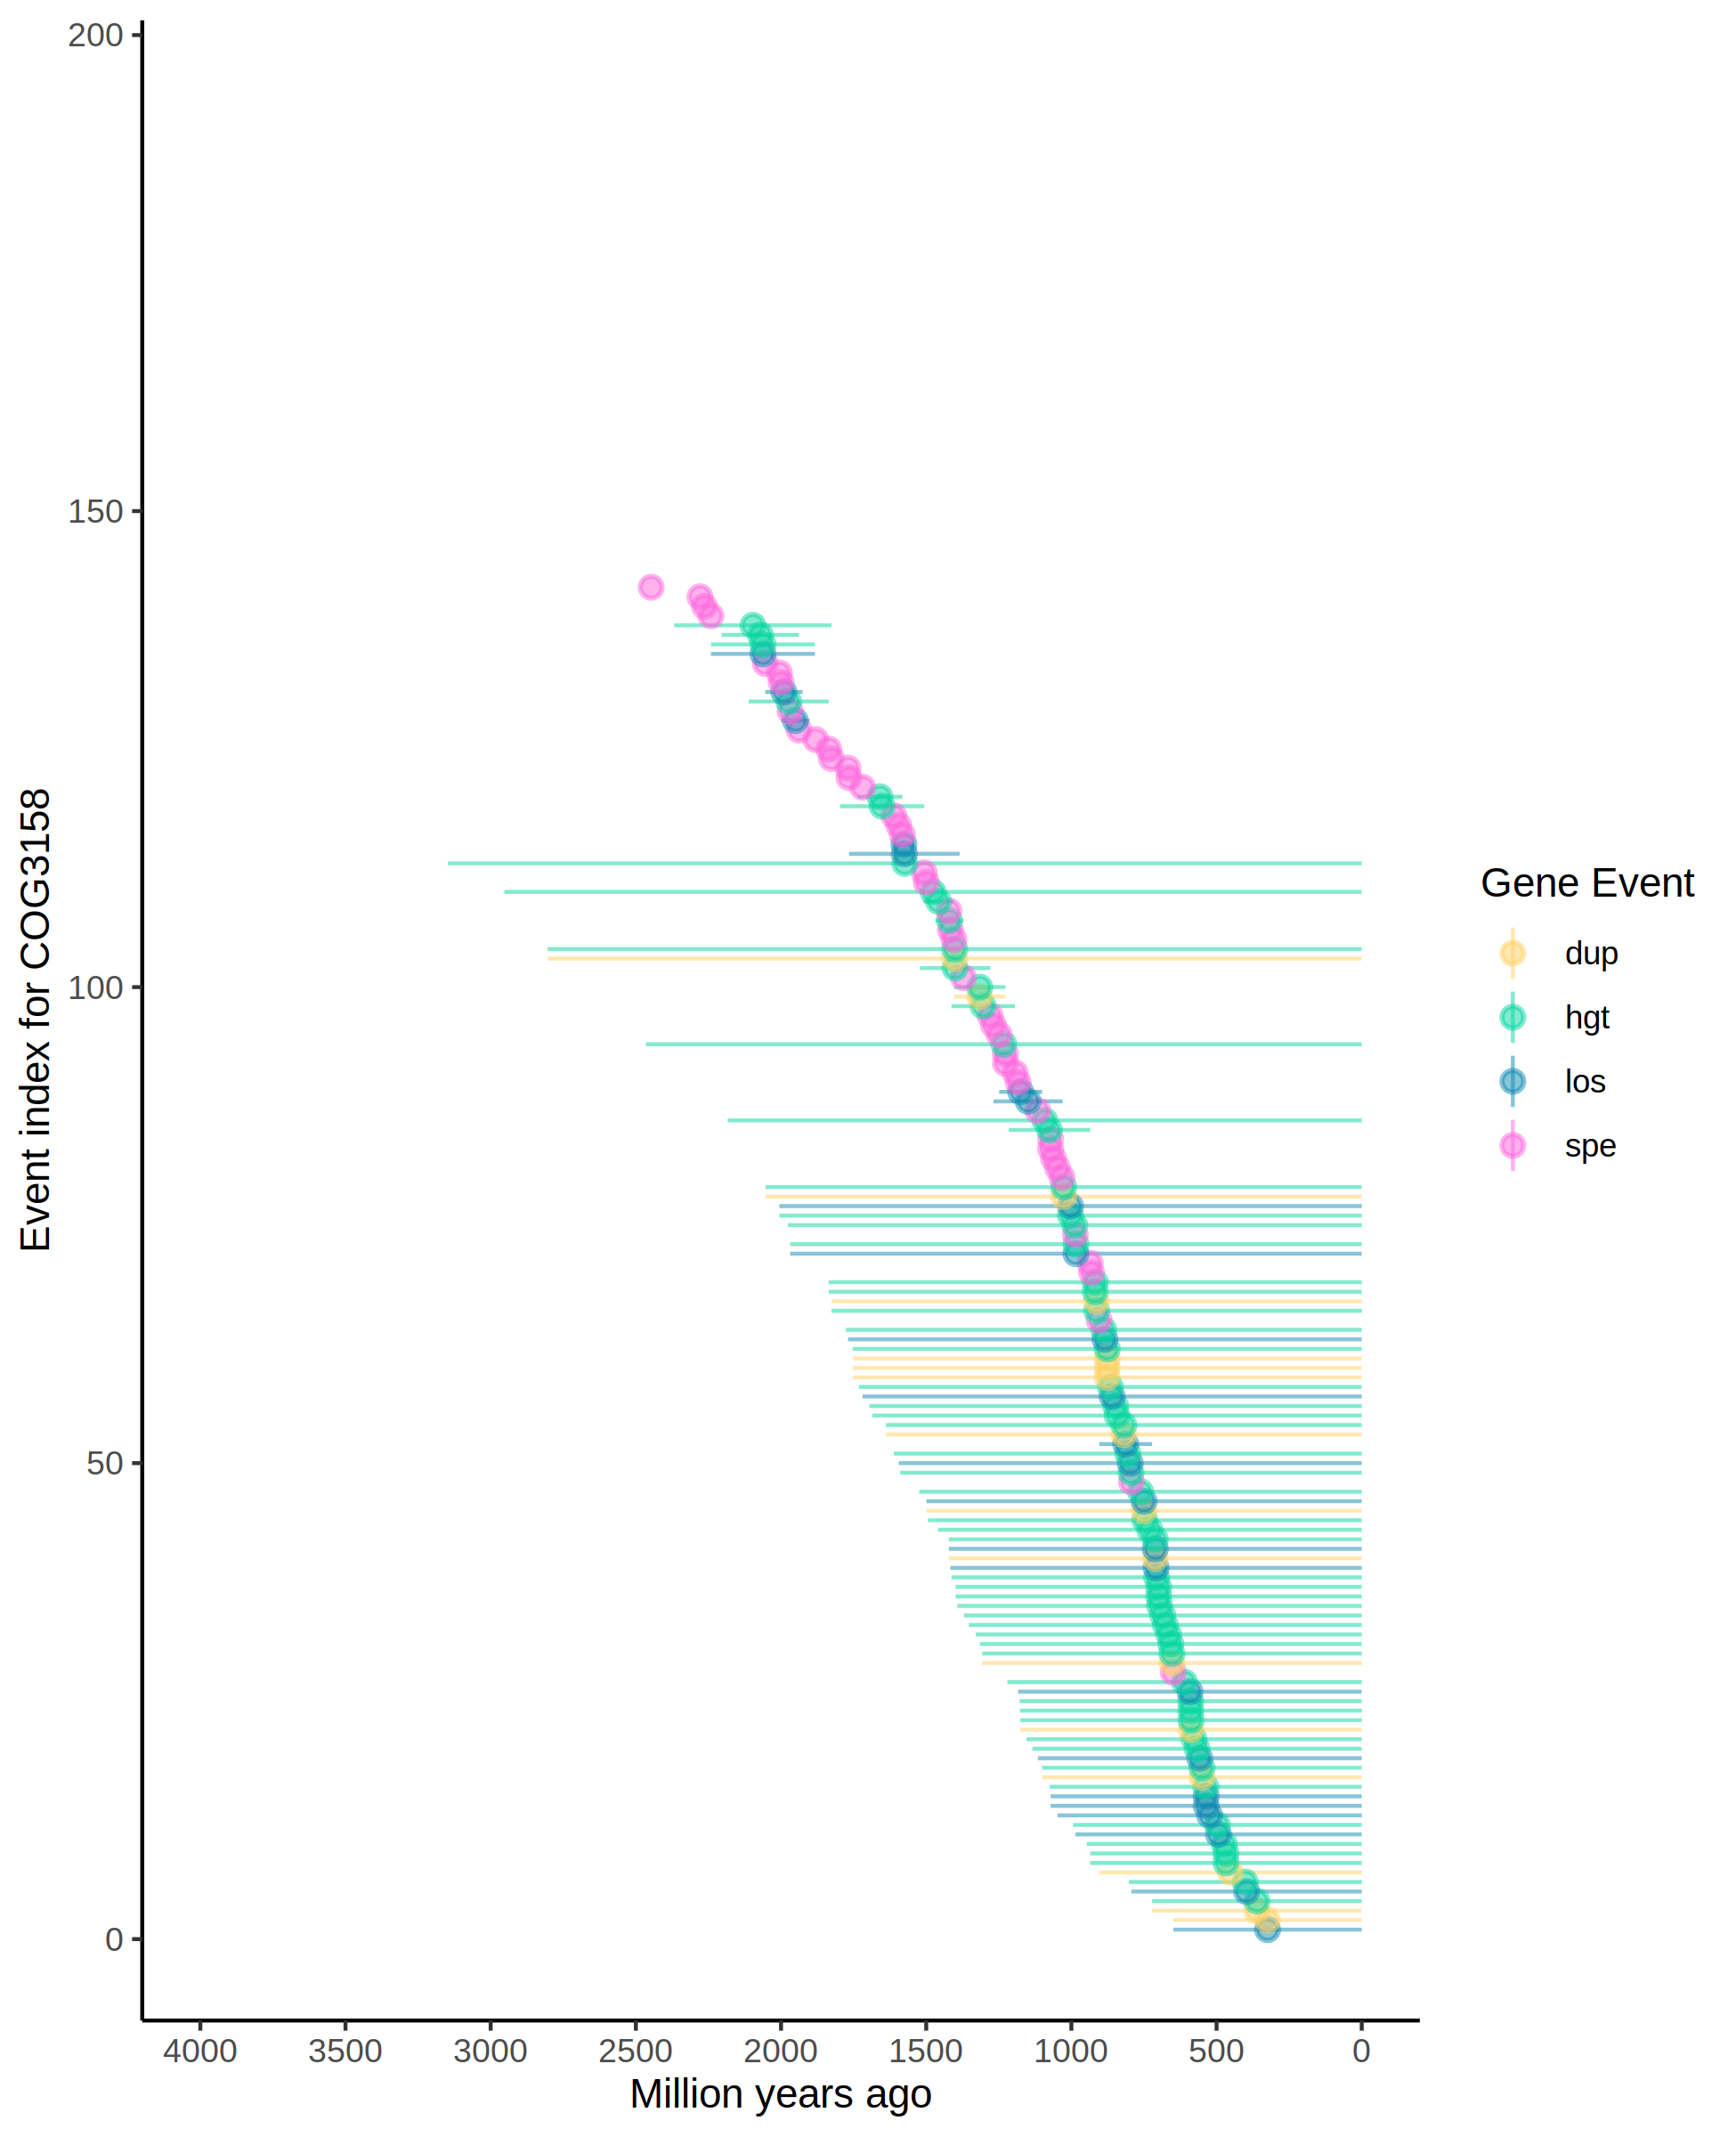 200
150
100
50
0
Event index for COG3158
4000 3500 3000 2500 2000 1500 1000 500 0
Million years ago
Gene Event
dup
hgt
los
spe